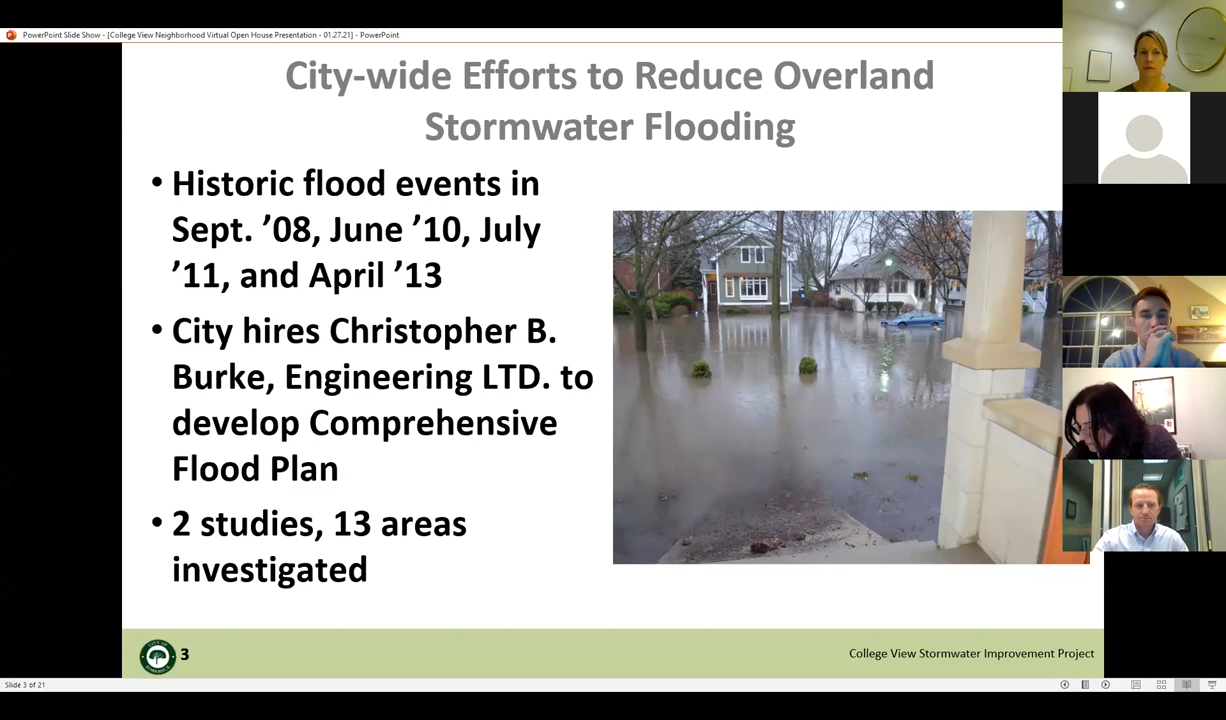 PowerPoint Slide Show - [College View Neighborhood Virtual Open House Presentation - 01.27.21] - PowerPoint
City-wide Efforts to Reduce Overland
Stormwater Flooding
• Historic flood events in
Sept. ’08, June ’10, July
’11, and April ’13
• City hires Christopher B.
Burke, Engineering LTD. to
develop Comprehensive
Flood Plan
• 2 studies, 13 areas
investigated
3
College View Stormwater Improvement Project
Slide 3 of 21